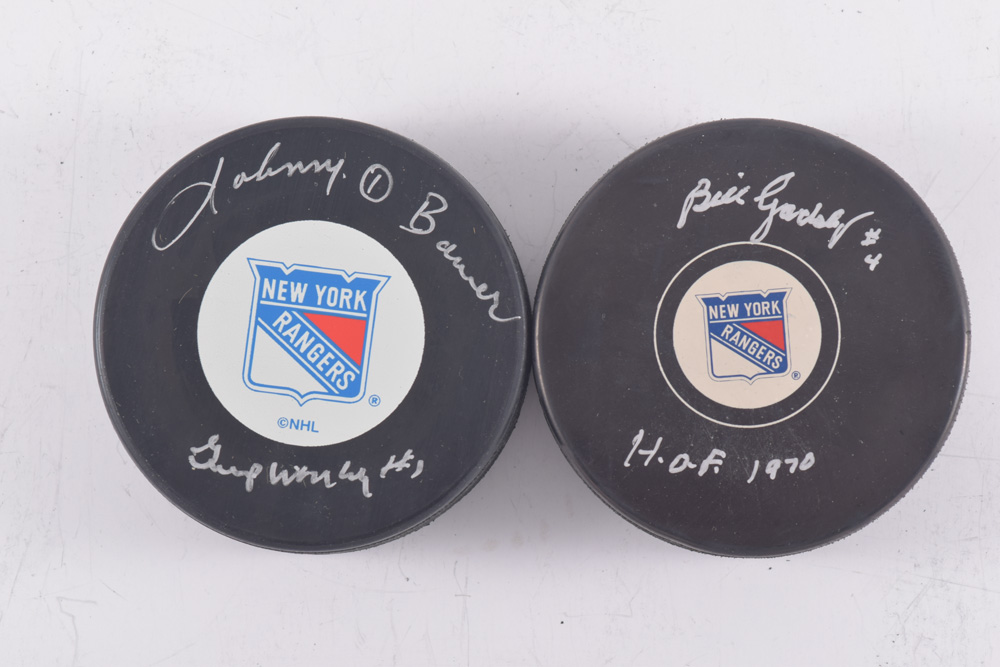 Johnny ① Bower
NEW YORK
RANGERS
®
©NHL
Gump Worsley #1
Bill Gadsby #4
NEW YORK
RANGERS
®
H.O.F. 1970